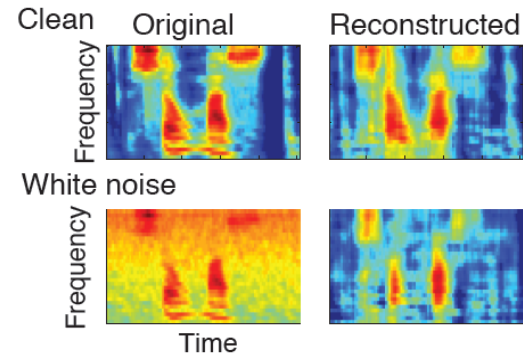 Clean
Original
Reconstructed
Frequency
White noise
Frequency
Time